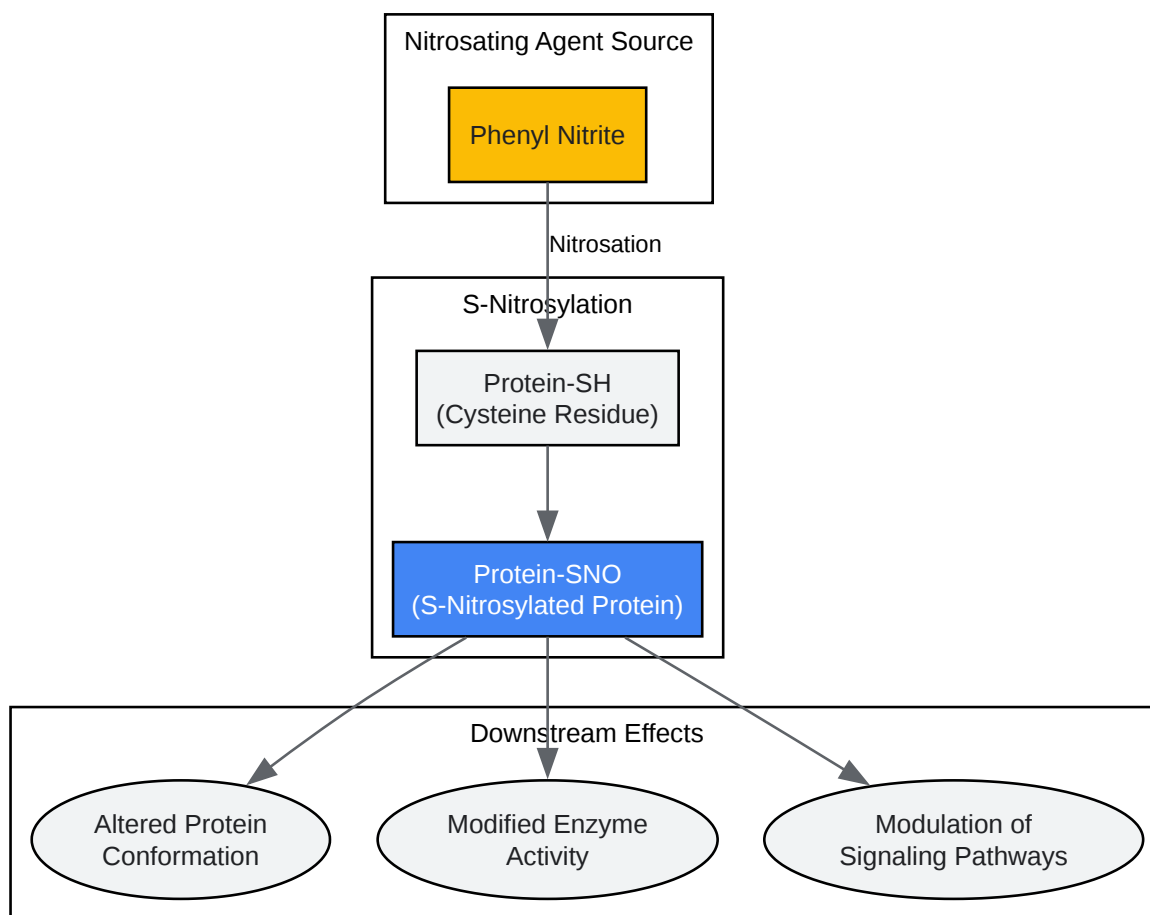 Nitrosating Agent Source
Phenyl Nitrite
Nitrosation
S-Nitrosylation
Protein-SH
(Cysteine Residue)
Protein-SNO
(S-Nitrosylated Protein)
Downstream Effects
Altered Protein
Conformation
Modified Enzyme
Activity
Modulation of
Signaling Pathways